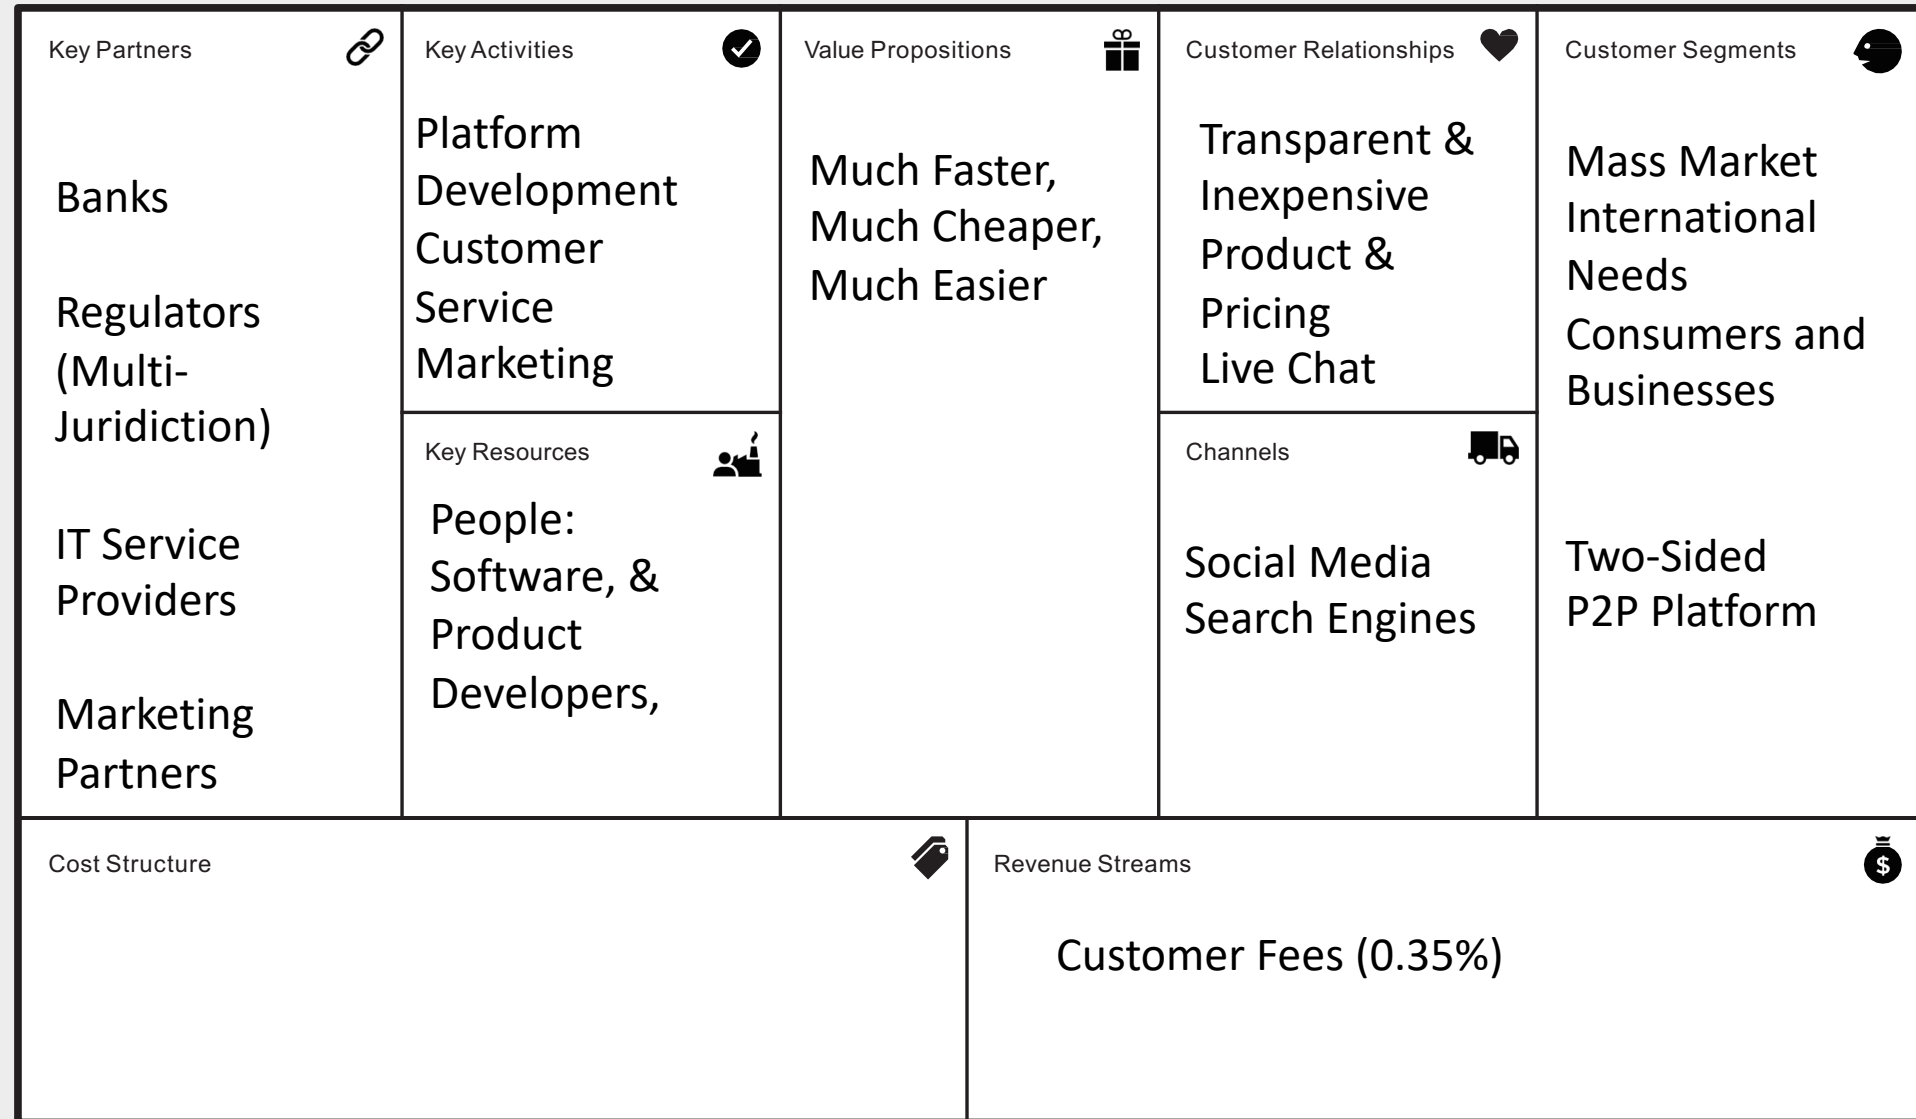 Key Partners
Banks
Regulators
(Multi-
Juridiction)
IT Service
Providers
Marketing
Partners
Key Activities
Platform
Development
Customer
Service
Marketing
Key Resources
People:
Software, &
Product
Developers,
Value Propositions
Much Faster,
Much Cheaper,
Much Easier
Customer Relationships
Transparent &
Inexpensive
Product &
Pricing
Live Chat
Channels
Social Media
Search Engines
Customer Segments
Mass Market
International
Needs
Consumers and
Businesses
Two-Sided
P2P Platform
Cost Structure
Revenue Streams
$
Customer Fees (0.35%)